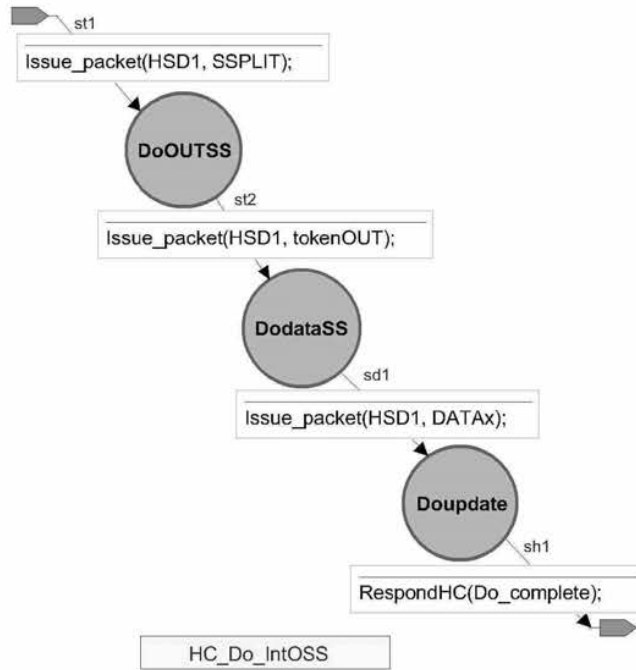 st1
Issue_packet(HSD1, SSPLIT);
DoOUTSS
st2
Issue_packet(HSD1, tokenOUT);
DodataSS
sd1
Issue_packet(HSD1, DATAx);
Doupdate
sh1
RespondHC(Do_complete);
HC_Do_IntOSS